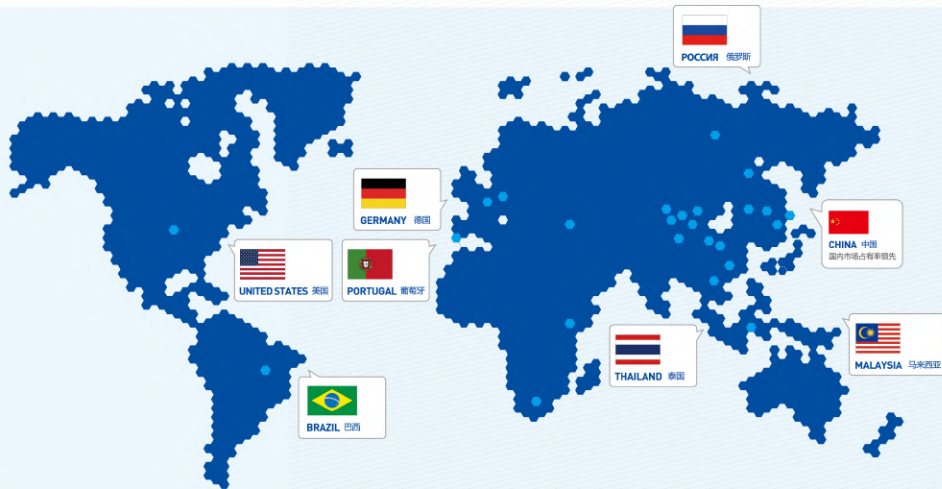 РОССИЯ 俄罗斯
GERMANY 德国
CHINA 中国
国内市场占有率领先
UNITED STATES 美国
PORTUGAL 葡萄牙
THAILAND 泰国
MALAYSIA 马来西亚
BRAZIL 巴西